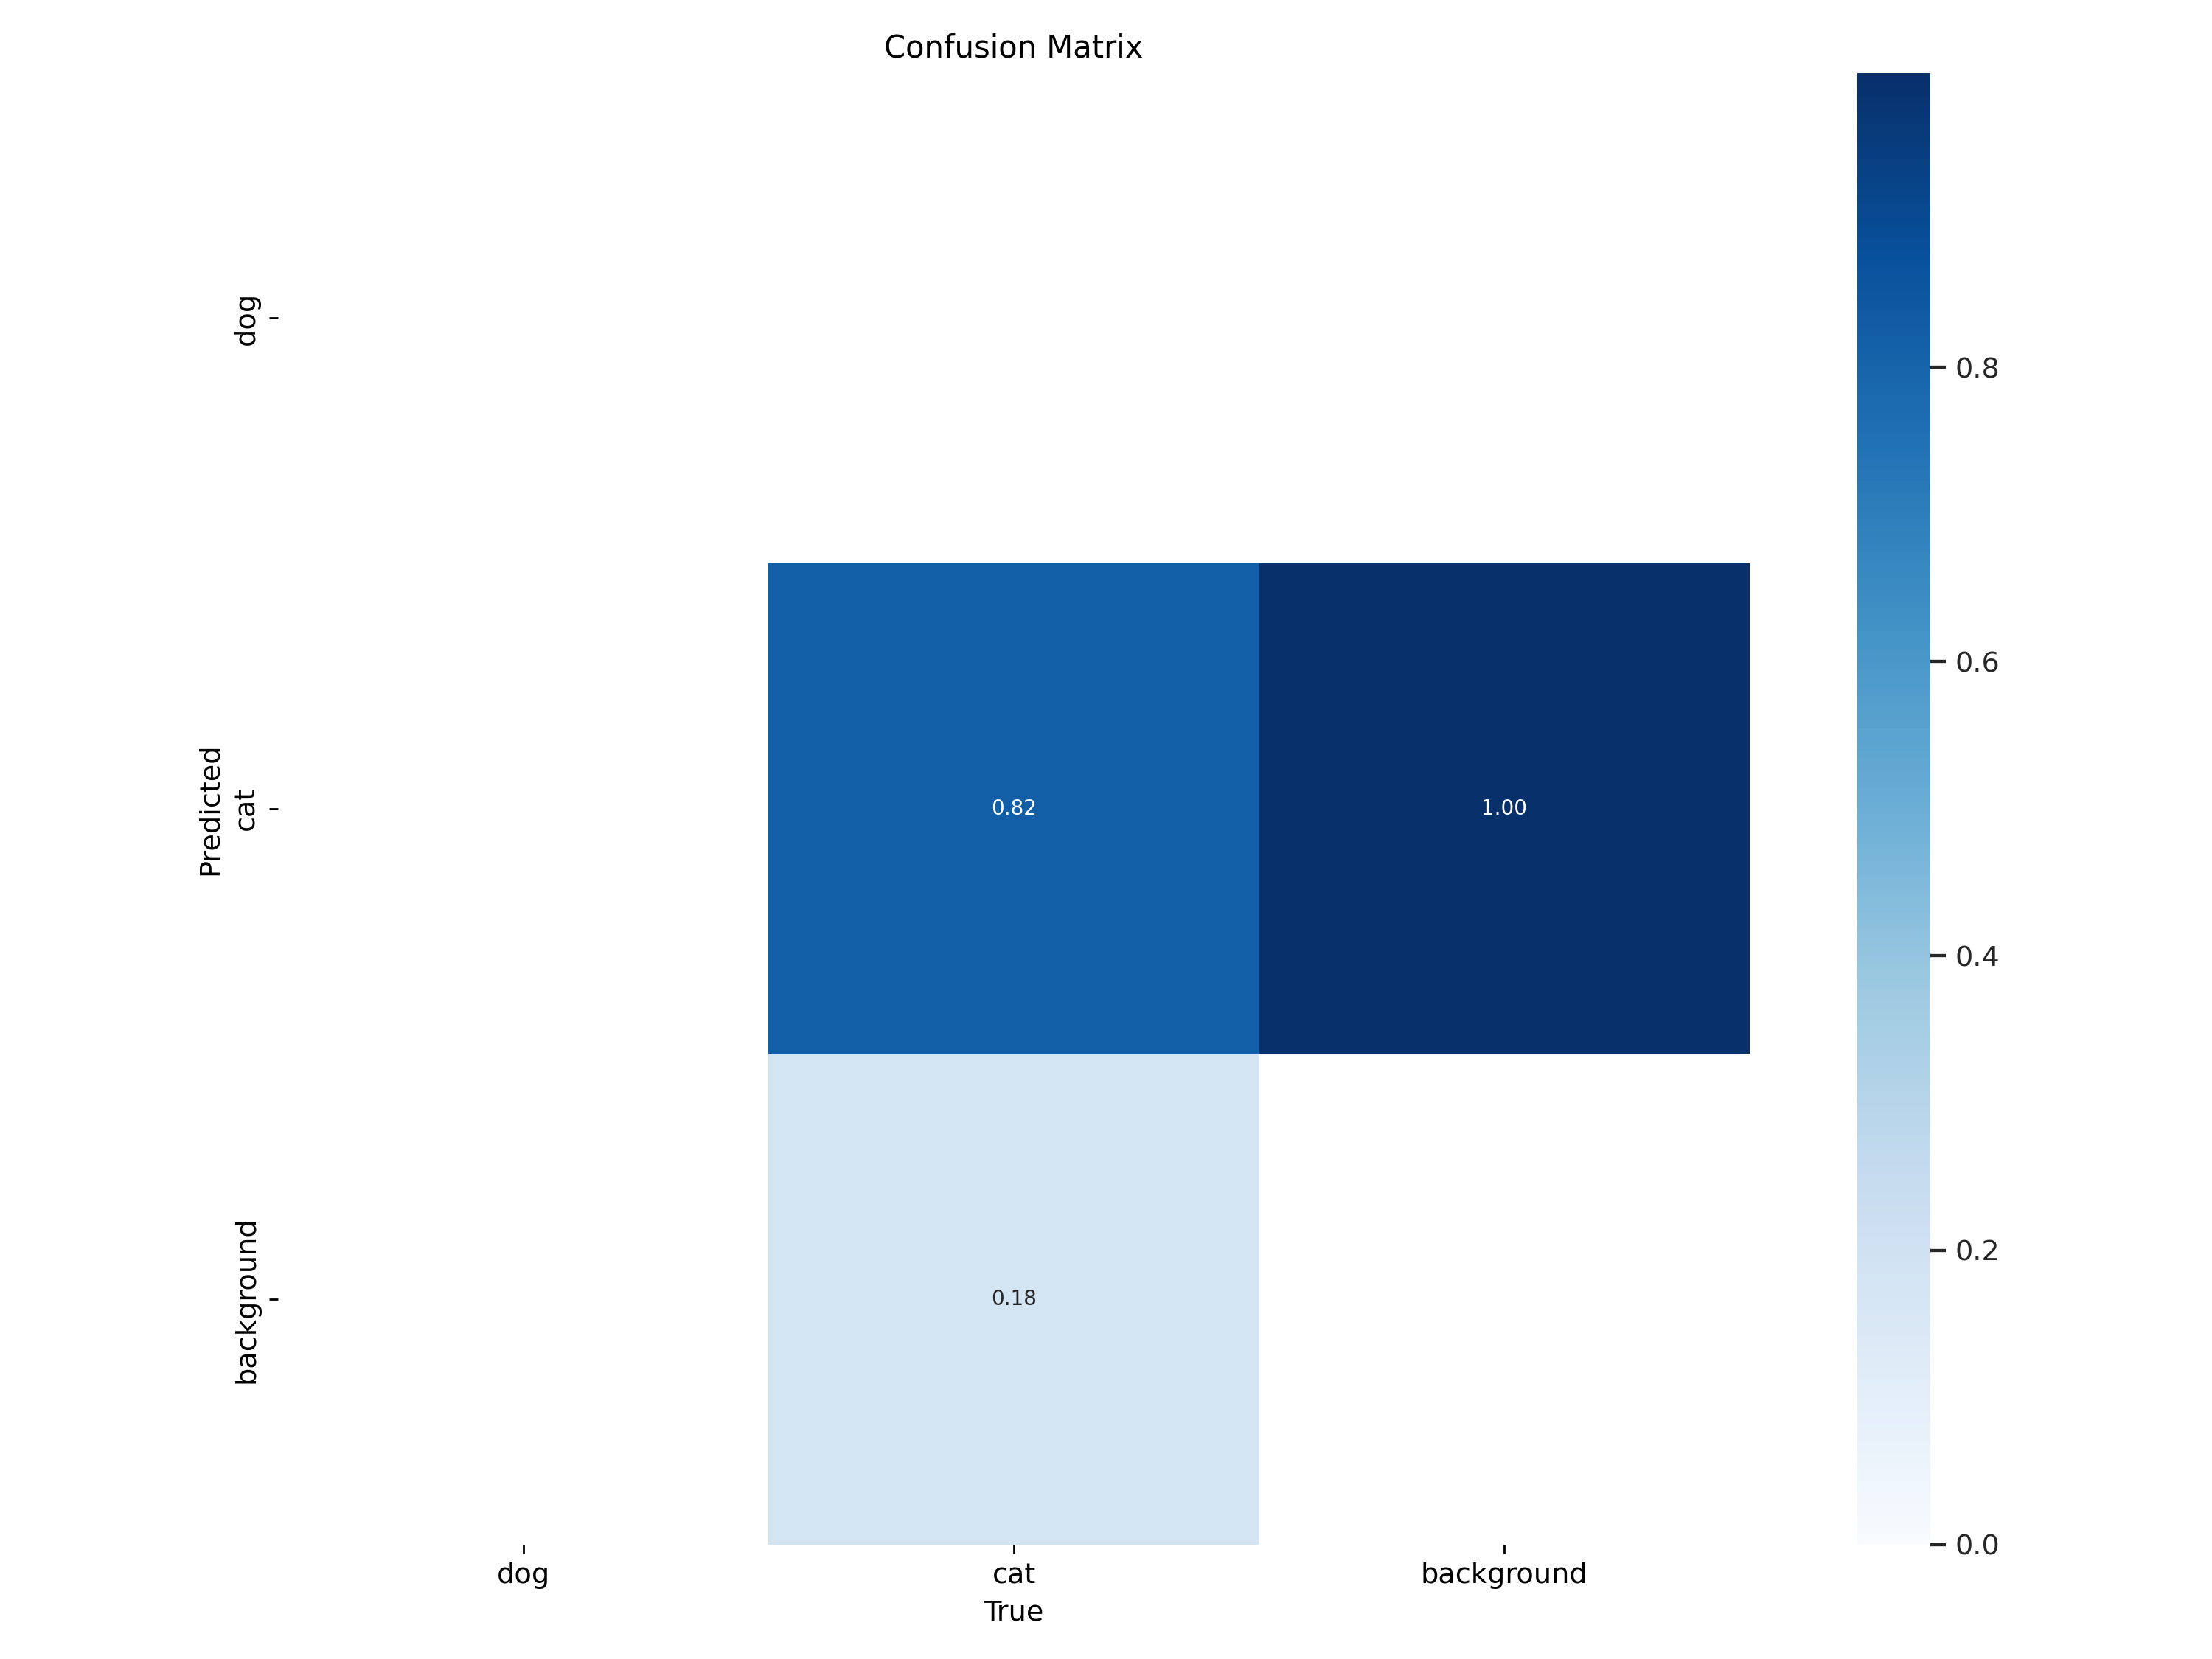 Confusion Matrix
dog
cat
background
Predicted
0.82
1.00
0.18
dog
cat
background
True
0.8
0.6
0.4
0.2
0.0